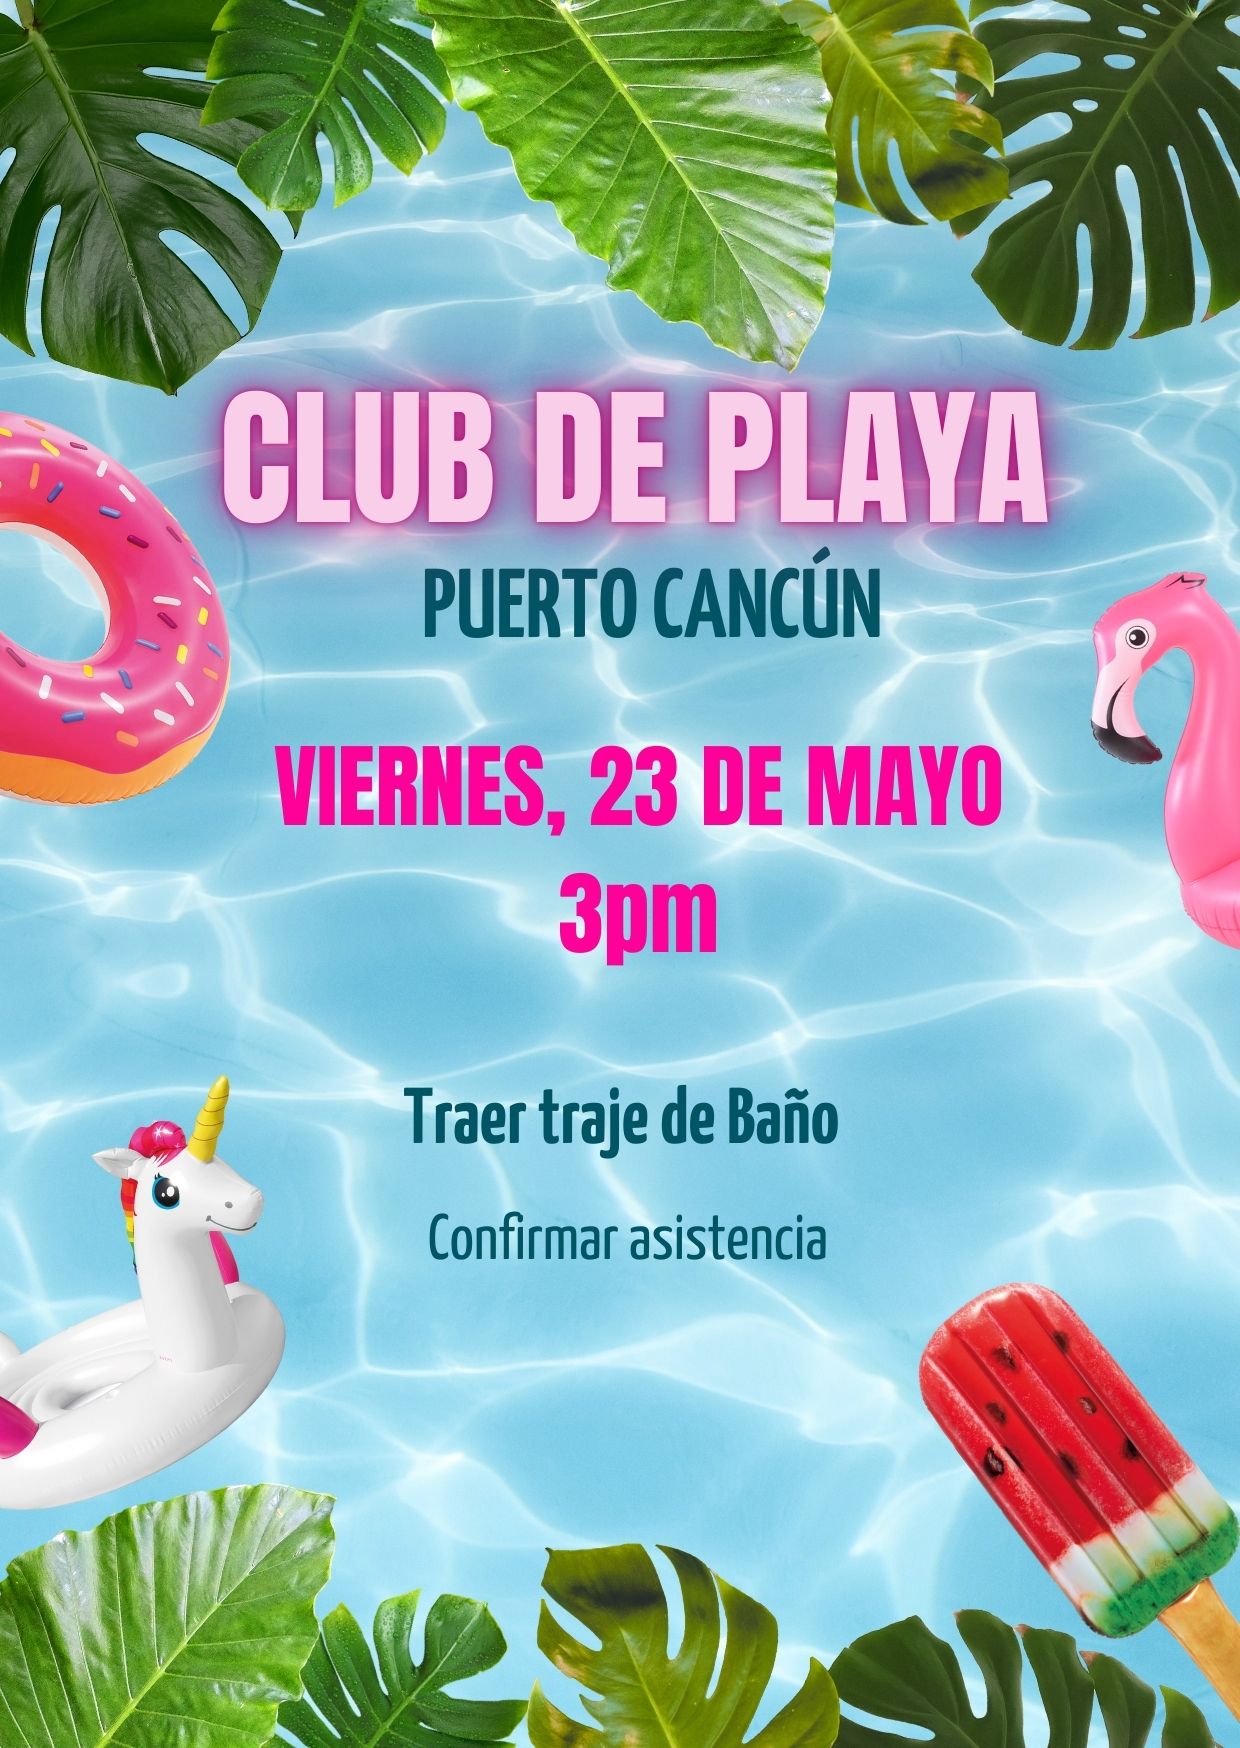 CLUB DE PLAYA
PUERTO CANCÚN
VIERNES, 23 DE MAYO
3pm
Traer traje de Baño
Confirmar asistencia